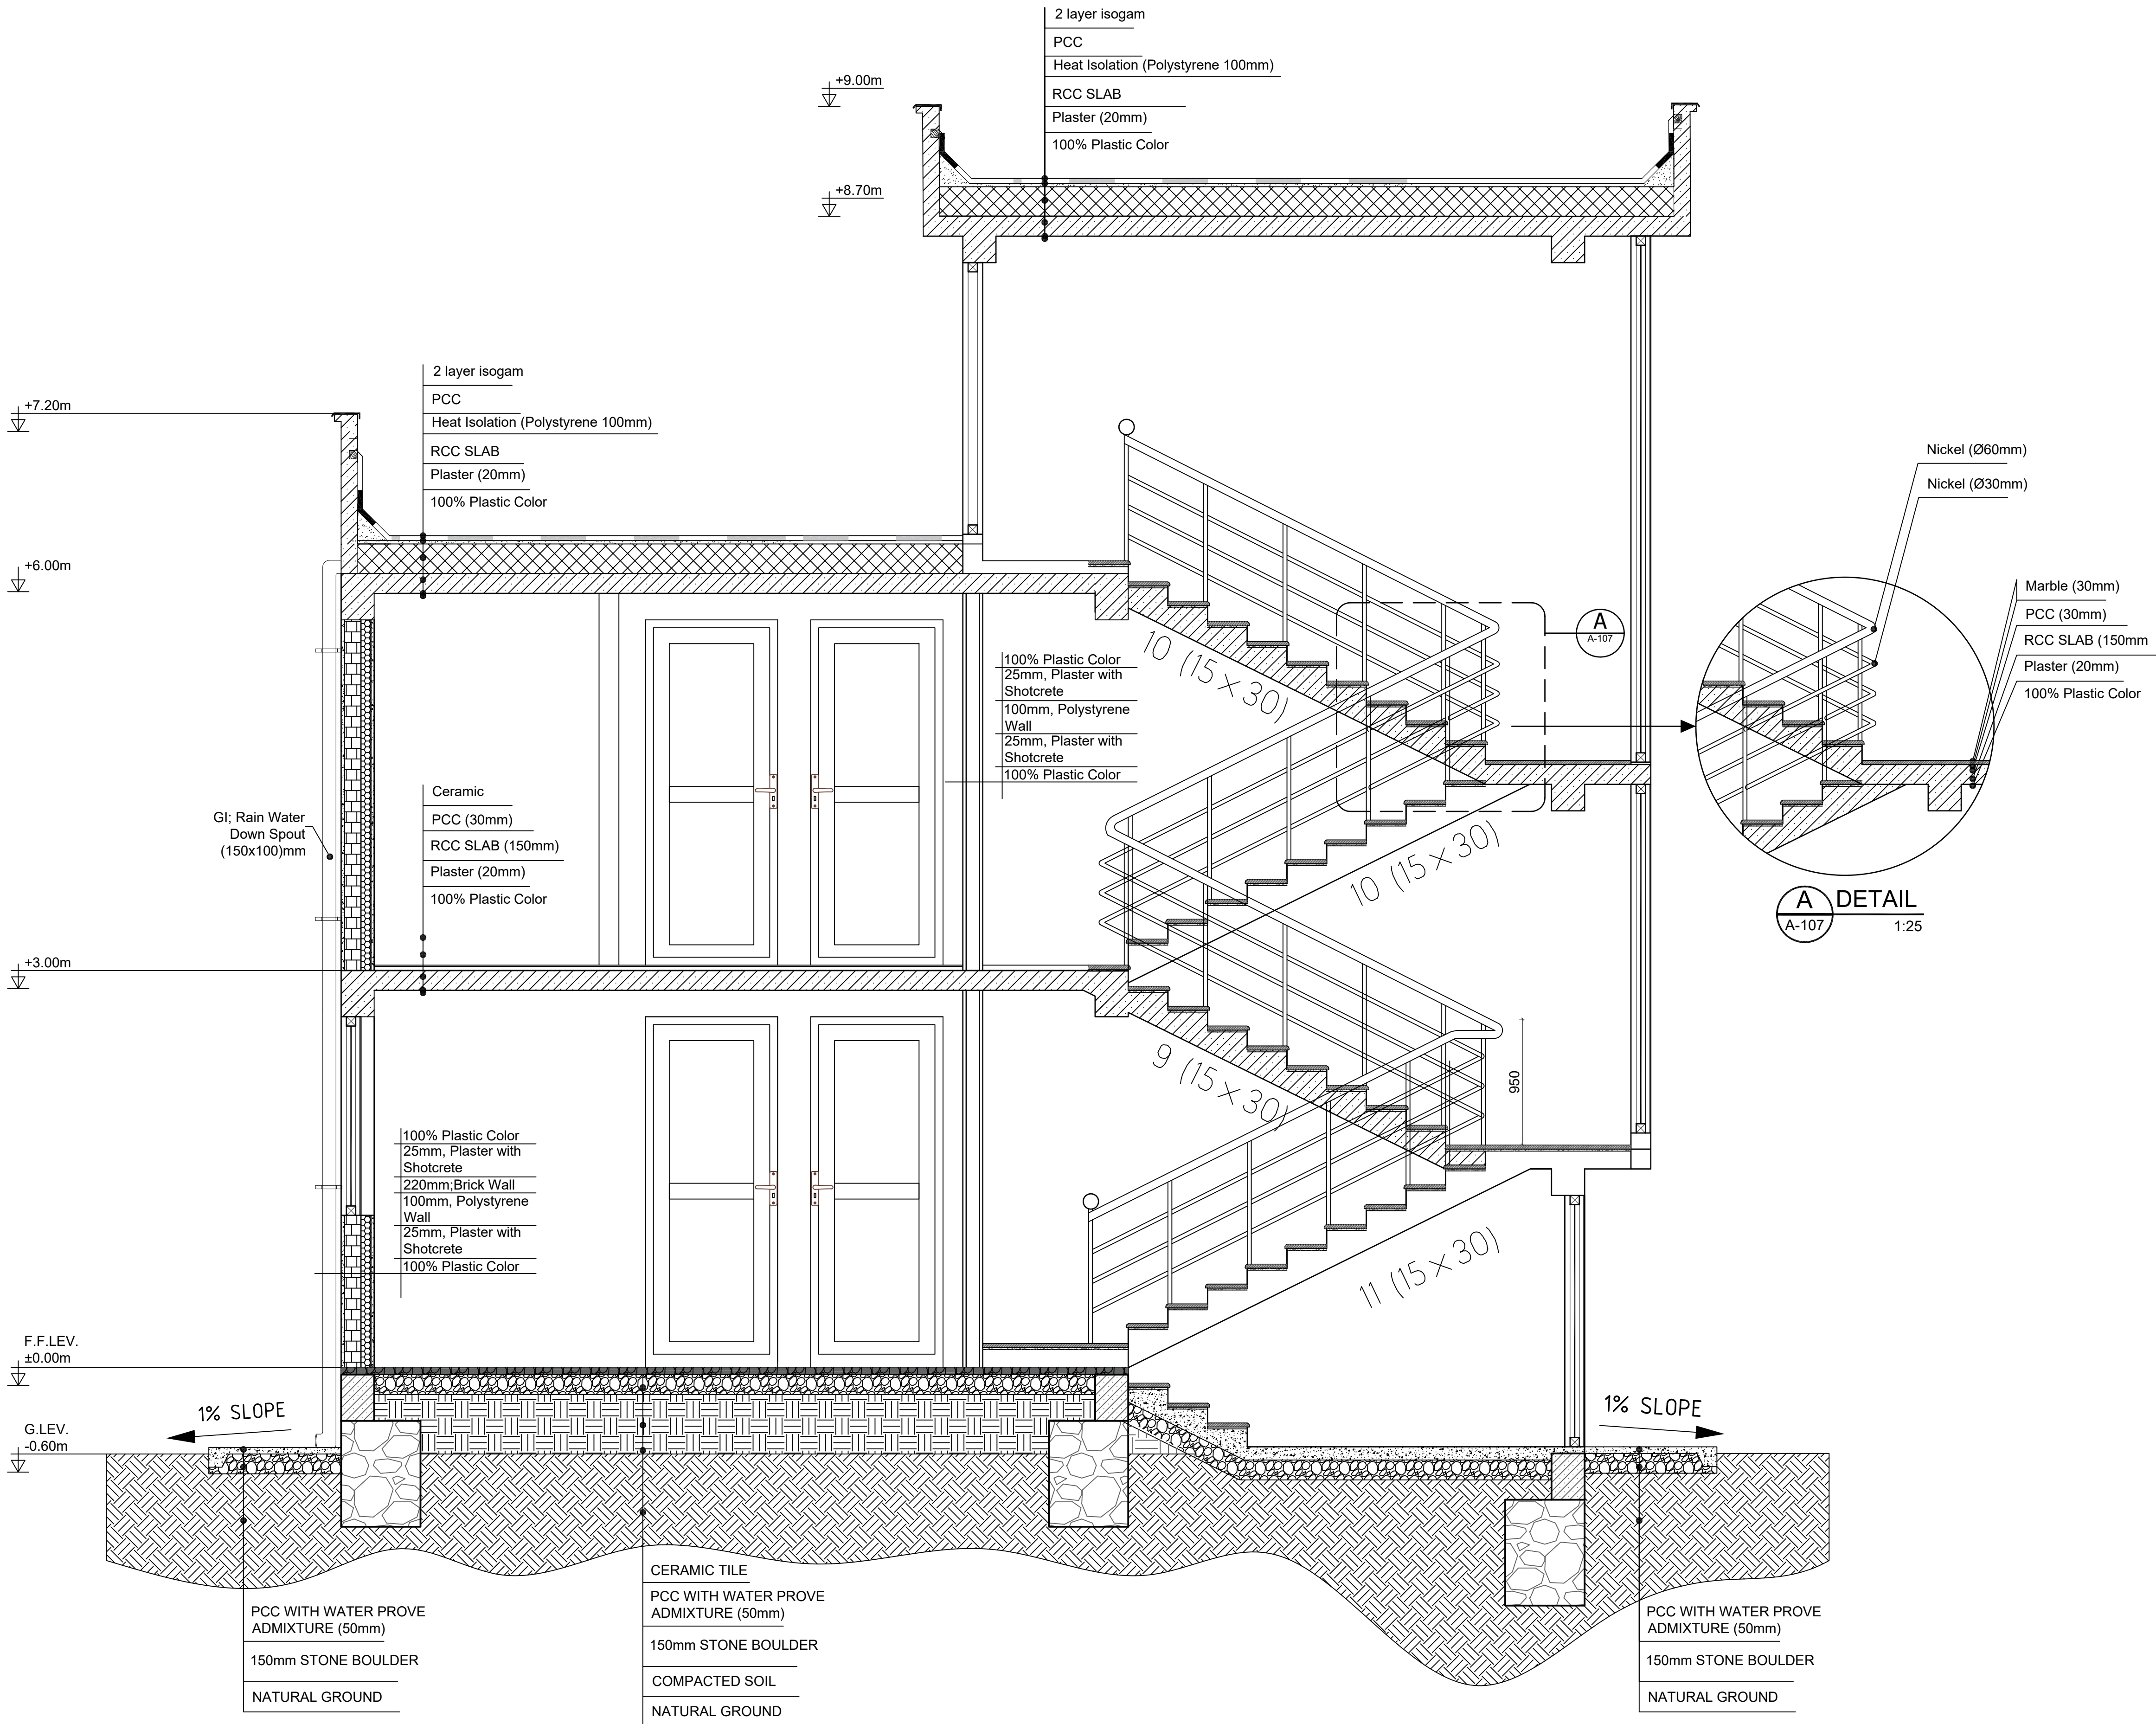 2 layer isogam
PCC
Heat Isolation (Polystyrene 100mm)
RCC SLAB
Plaster (20mm)
100% Plastic Color
+9.00m
+8.70m
2 layer isogam
PCC
Heat Isolation (Polystyrene 100mm)
RCC SLAB
Plaster (20mm)
100% Plastic Color
+7.20m
+6.00m
Nickel (Ø60mm)
Nickel (Ø30mm)
Marble (30mm)
PCC (30mm)
RCC SLAB (150mm
Plaster (20mm)
100% Plastic Color
A
A-107
10 (15×30)
100% Plastic Color
25mm, Plaster with
Shotcrete
100mm, Polystyrene
Wall
25mm, Plaster with
Shotcrete
100% Plastic Color
Ceramic
PCC (30mm)
RCC SLAB (150mm)
Plaster (20mm)
100% Plastic Color
GI; Rain Water
Down Spout
(150x100)mm
10 (15×30)
A
A-107
DETAIL
1:25
+3.00m
9 (15×30)
950
100% Plastic Color
25mm, Plaster with
Shotcrete
220mm;Brick Wall
100mm, Polystyrene
Wall
25mm, Plaster with
Shotcrete
100% Plastic Color
11 (15×30)
F.F.LEV.
±0.00m
1% SLOPE
1% SLOPE
G.LEV.
-0.60m
PCC WITH WATER PROVE
ADMIXTURE (50mm)
150mm STONE BOULDER
NATURAL GROUND
CERAMIC TILE
PCC WITH WATER PROVE
ADMIXTURE (50mm)
150mm STONE BOULDER
COMPACTED SOIL
NATURAL GROUND
PCC WITH WATER PROVE
ADMIXTURE (50mm)
150mm STONE BOULDER
NATURAL GROUND